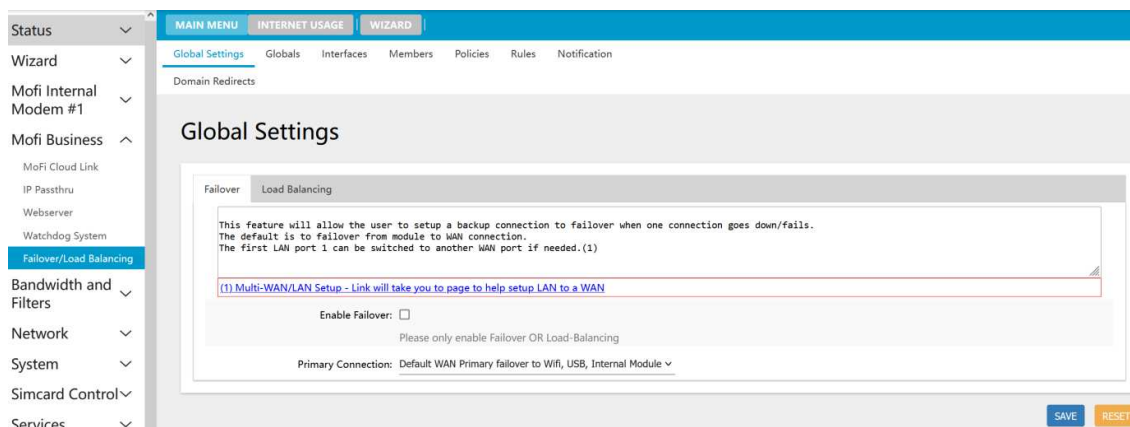 Status
Wizard
Mofi Internal
Modem #1
Mofi Business
MoFi Cloud Link
IP Passthru
Webserver
Watchdog System
Failover/Load Balancing
Bandwidth and
Filters
Network
System
Simcard Control
Services
MAIN MENU INTERNET USAGE | WIZARD |
Global Settings Globals Interfaces Members Policies Rules Notification
Domain Redirects
Global Settings
Failover Load Balancing
This feature will allow the user to setup a backup connection to failover when one connection goes down/fails.
The default is to failover from module to WAN connection.
The first LAN port 1 can be switched to another WAN port if needed.(1)
(1) Multi-WAN/LAN Setup - Link will take you to page to help setup LAN to a WAN
Enable Failover:
Please only enable Failover OR Load-Balancing
Primary Connection: Default WAN Primary failover to Wifi, USB, Internal Module
SAVE RESET